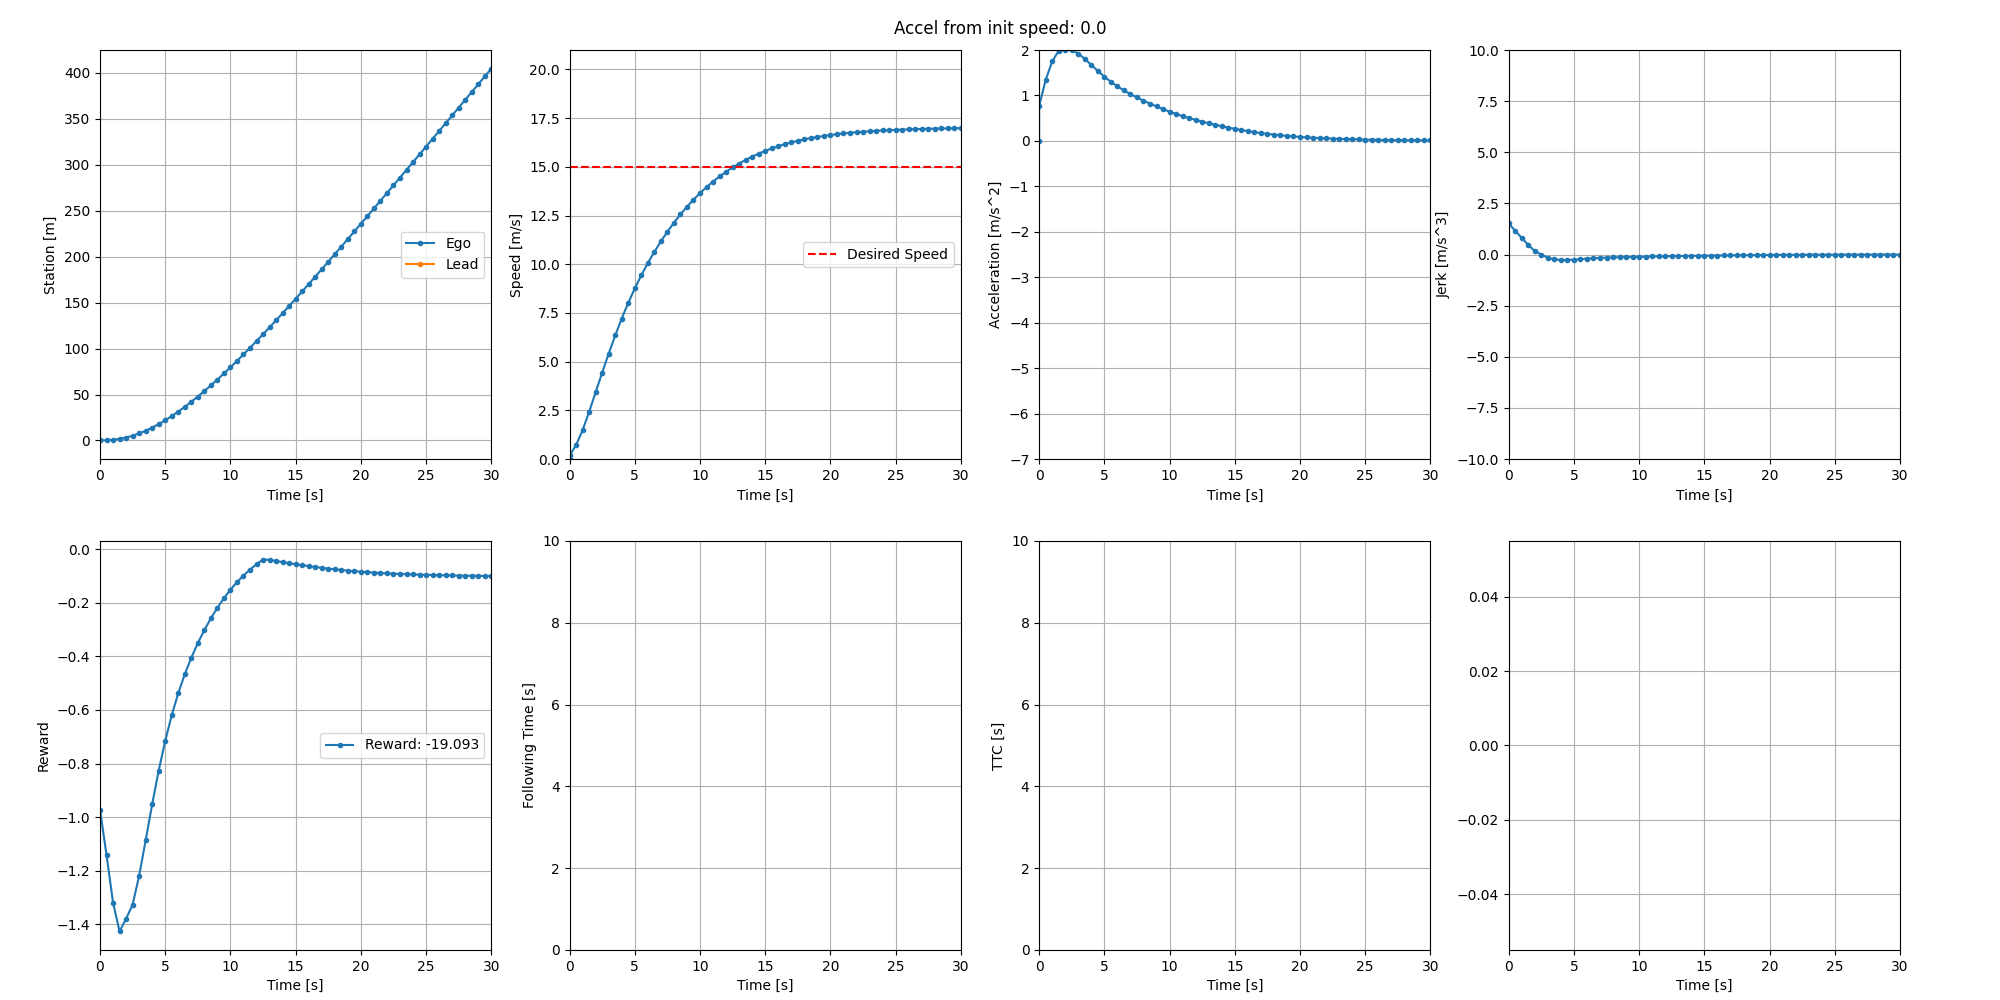 Accel from init speed: 0.0
400
350
300
250
200
150
100
50
0
Station [m]
Ego
Lead
0 5 10 15 20 25 30
Time [s]
20.0
17.5
15.0
12.5
10.0
7.5
5.0
2.5
0.0
Speed [m/s]
Desired Speed
0 5 10 15 20 25 30
Time [s]
2
1
0
−1
−2
−3
−4
−5
−6
−7
Acceleration [m/s^2]
0 5 10 15 20 25 30
Time [s]
10.0
7.5
5.0
2.5
0.0
−2.5
−5.0
−7.5
−10.0
Jerk [m/s^3]
0 5 10 15 20 25 30
Time [s]
0.0
−0.2
−0.4
−0.6
−0.8
−1.0
−1.2
−1.4
Reward
Reward: -19.093
0 5 10 15 20 25 30
Time [s]
10
8
6
4
2
0
Following Time [s]
0 5 10 15 20 25 30
Time [s]
10
8
6
4
2
0
TTC [s]
0 5 10 15 20 25 30
Time [s]
0.04
0.02
0.00
−0.02
−0.04
0 5 10 15 20 25 30
Time [s]